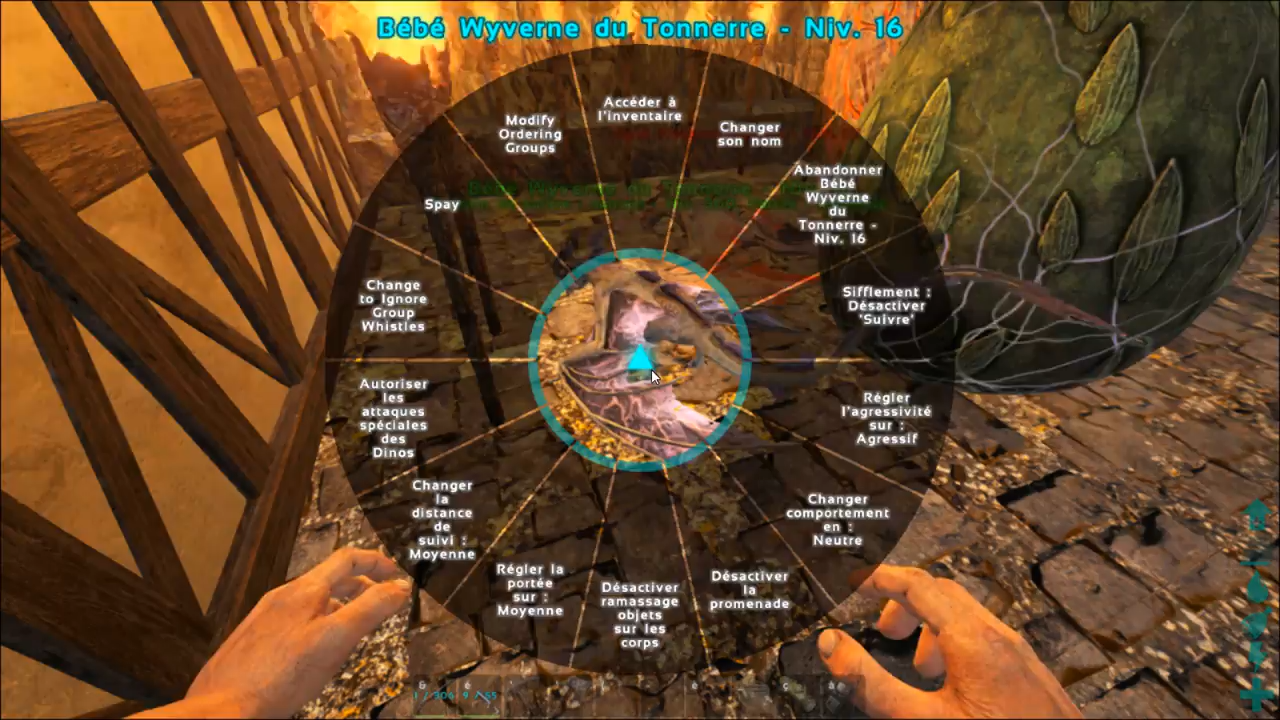 Bébé Wyverne du Tonnerre - Niv. 16
Accéder à
l'inventaire
Changer
son nom
Abandonner
Bébé
Wyverne
du
Tonnerre -
Niv. 16
Sifflement :
Désactiver
'Suivre'
Régler
l'agressivité
sur :
Agressif
Changer
comportement
en :
Neutre
Désactiver
la
promenade
Désactiver
ramassage
objets
sur les
corps
Régler la
portée
sur :
Moyenne
Changer
la
distance
de
suivi :
Moyenne
Autoriser
les
attaques
spéciales
des
Dinos
Change
to Ignore
Group
Whistles
Spay
Modify
Ordering
Groups